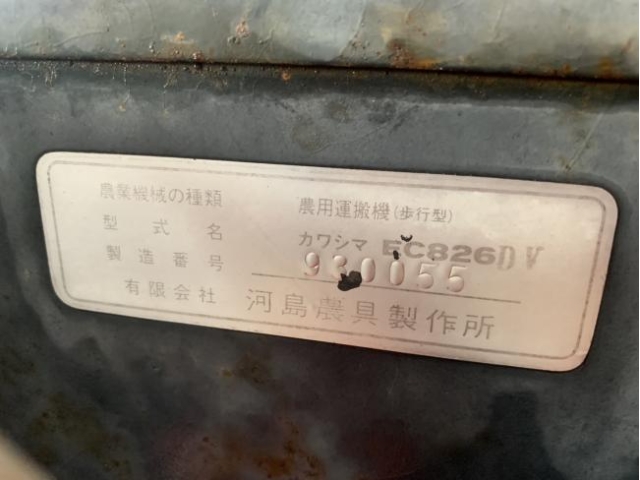 農業機械の種類 農用運搬機(歩行型)
型式名 カワシマ EC826DV
製造番号 930055
有限会社 河島農具製作所